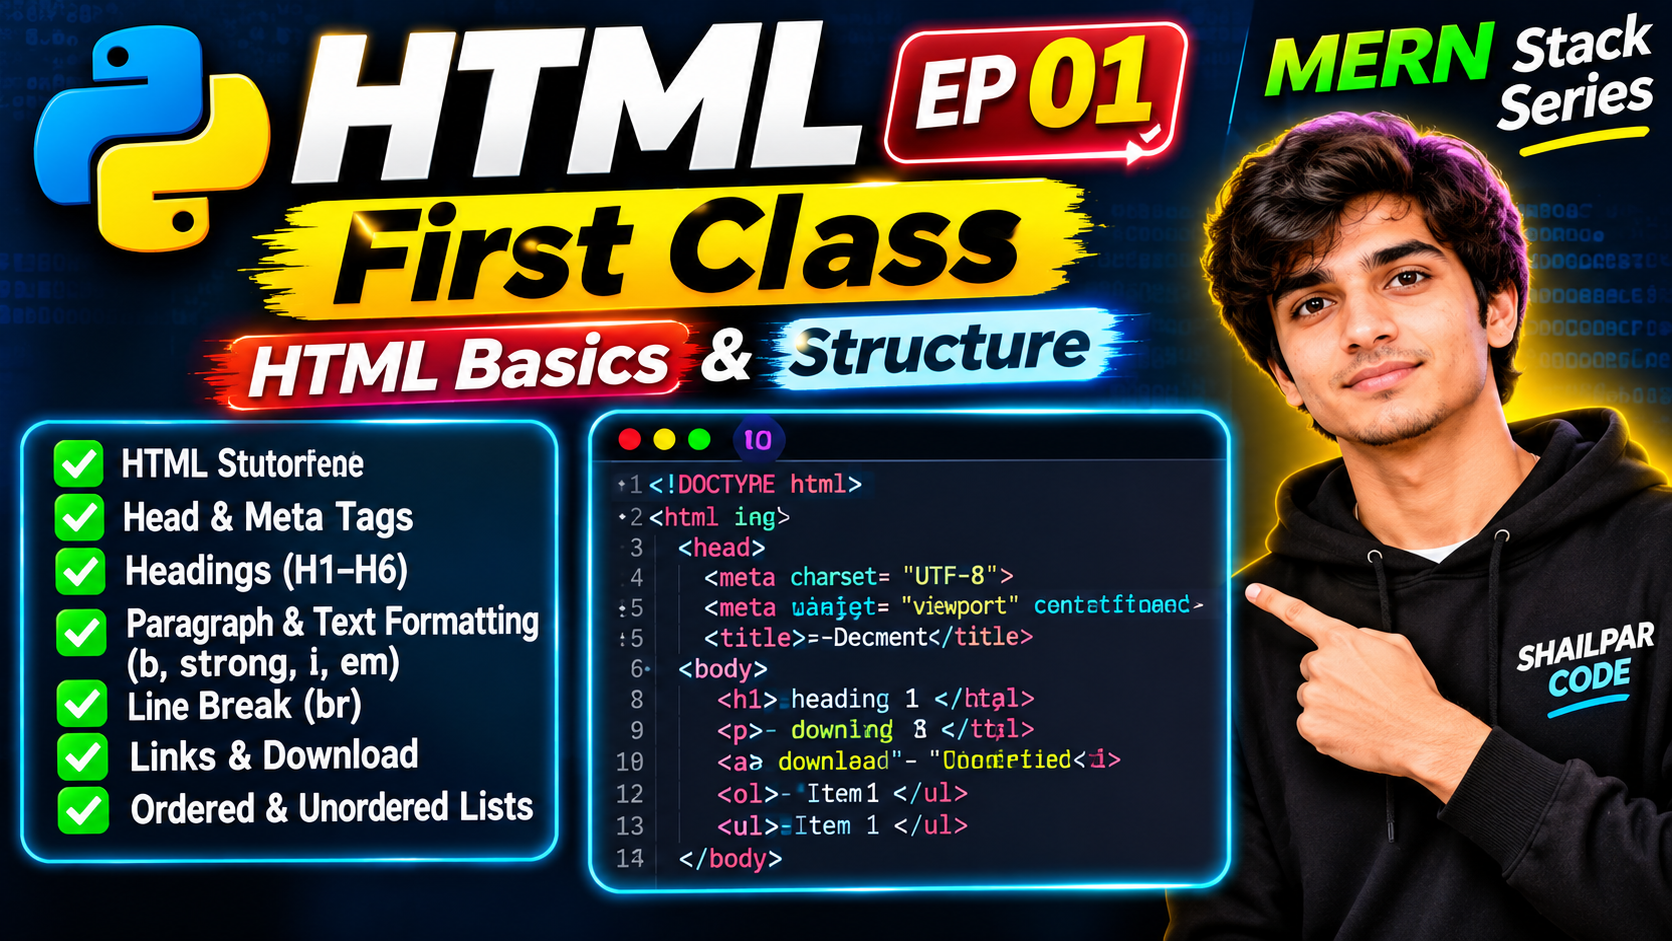 HTML
EP 01
MERN Stack
Series
First Class
HTML Basics & Structure
HTML Stutorfene
Head & Meta Tags
Headings (H1–H6)
Paragraph & Text Formatting
(b, strong, i, em)
Line Break (br)
Links & Download
Ordered & Unordered Lists
1 <!DOCTYPE html>
2 <html ing>
3 <head>
4 <meta charset= "UTF-8">
5 <meta "viewport"
5 <title>=-Decment</title>
6 <body>
8 <h1> heading 1 </
9 <p>- downing 8 </
10 <a
12 <ol>- Item1 </ul>
13 <ul>-Item 1 </ul>
14 </body>
SHAILPAR
CODE